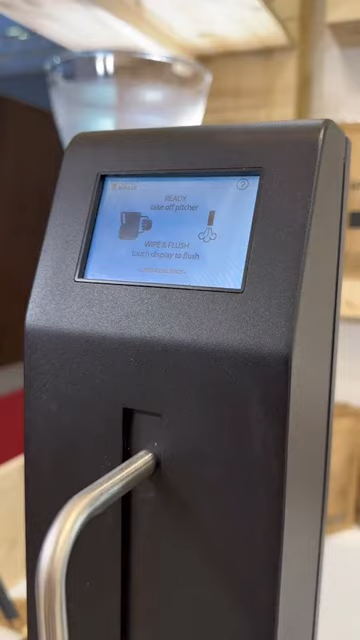 ?
READY
take off pitcher
WIPE & FLUSH
touch display to flush